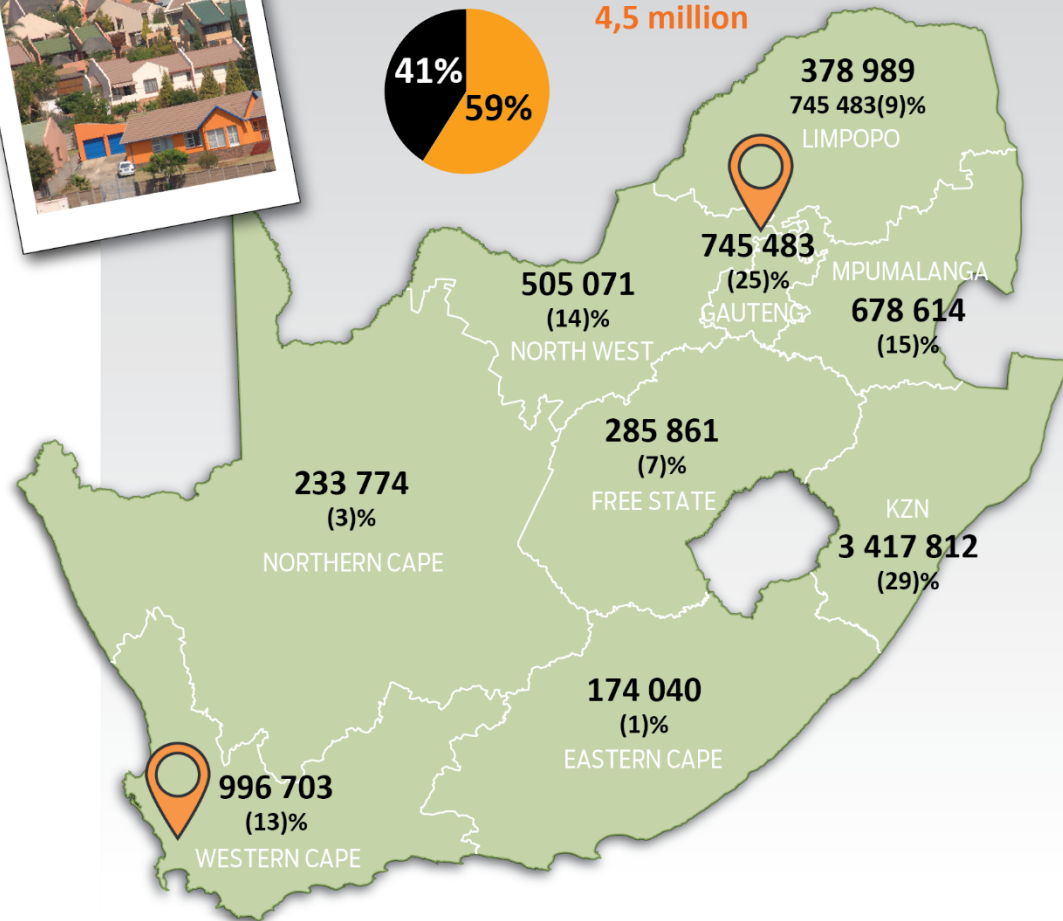 4,5 million
41%
59%
378 989
745 483(9)%
LIMPOPO
745 483
(25)%
GAUTENG
MPUMALANGA
678 614
(15)%
505 071
(14)%
NORTH WEST
285 861
(7)%
FREE STATE
233 774
(3)%
NORTHERN CAPE
KZN
3 417 812
(29)%
174 040
(1)%
EASTERN CAPE
996 703
(13)%
WESTERN CAPE